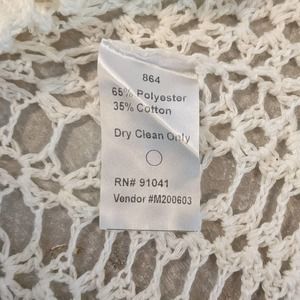 864
65% Polyester
35% Cotton
Dry Clean Only
RN# 91041
Vendor #M200603